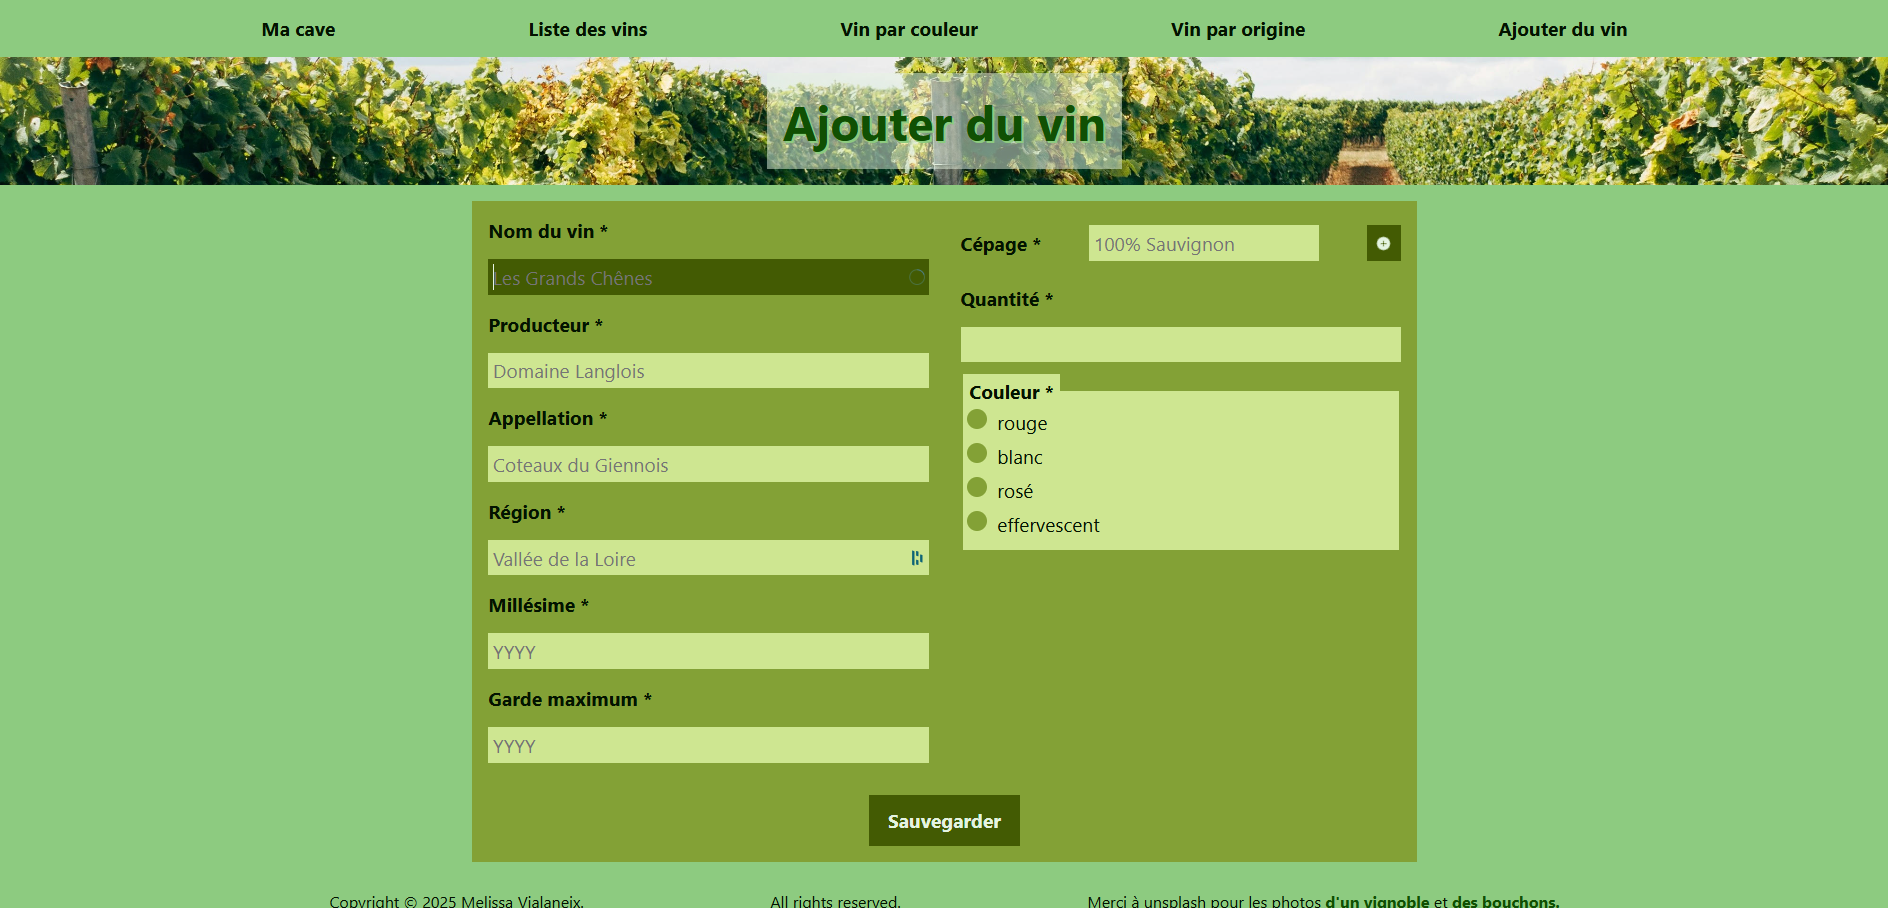 Ma cave Liste des vins Vin par couleur Vin par origine Ajouter du vin
Ajouter du vin
Nom du vin *
Les Grands Chênes
Producteur *
Domaine Langlois
Appellation *
Coteaux du Giennois
Région *
Vallée de la Loire
Millésime *
YYYY
Garde maximum *
YYYY
Cépage * 100% Sauvignon
Quantité *
Couleur *
rouge
blanc
rosé
effervescent
Sauvegarder
Copyright © 2025 Melissa Vialaneix. All rights reserved. Merci à unsplash pour les photos d'un vignoble et des bouchons.